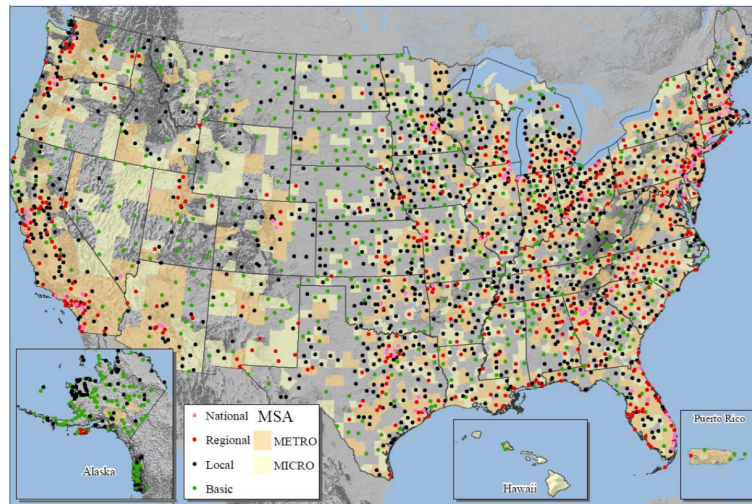 National MSA
Regional METRO
Local MICRO
Basic
Alaska
Hawaii
Puerto Rico